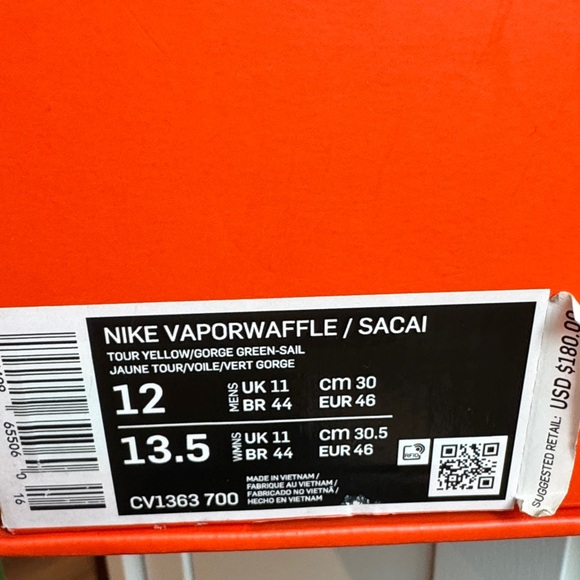 NIKE VAPORWAFFLE / SACAI
TOUR YELLOW/GORGE GREEN-SAIL
JAUNE TOUR/VOILE/VERT GORGE
12 MENS UK 11 CM 30
BR 44 EUR 46
13.5 WMNS UK 11 CM 30.5
BR 44 EUR 46
RFID
MADE IN VIETNAM /
FABRIQUE AU VIETNAM /
FABRICADO NO VIETNÃ /
HECHO EN VIETNAM
CV1363 700
65506
16
SUGGESTED RETAIL: USD $180.00